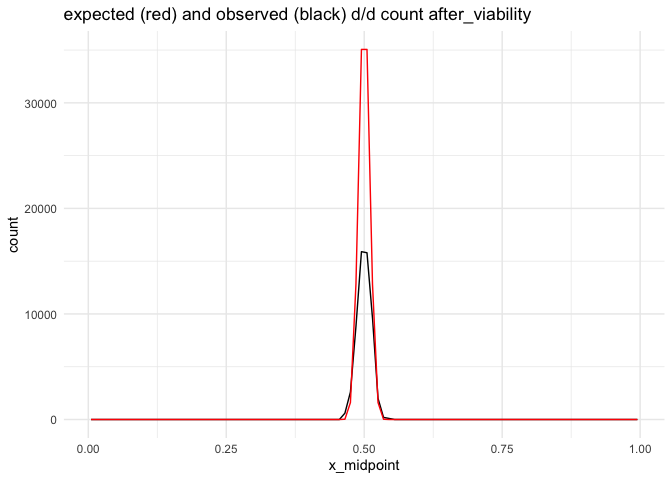 expected (red) and observed (black) d/d count after_viability
30000
20000
10000
0
count
0.00 0.25 0.50 0.75 1.00
x_midpoint